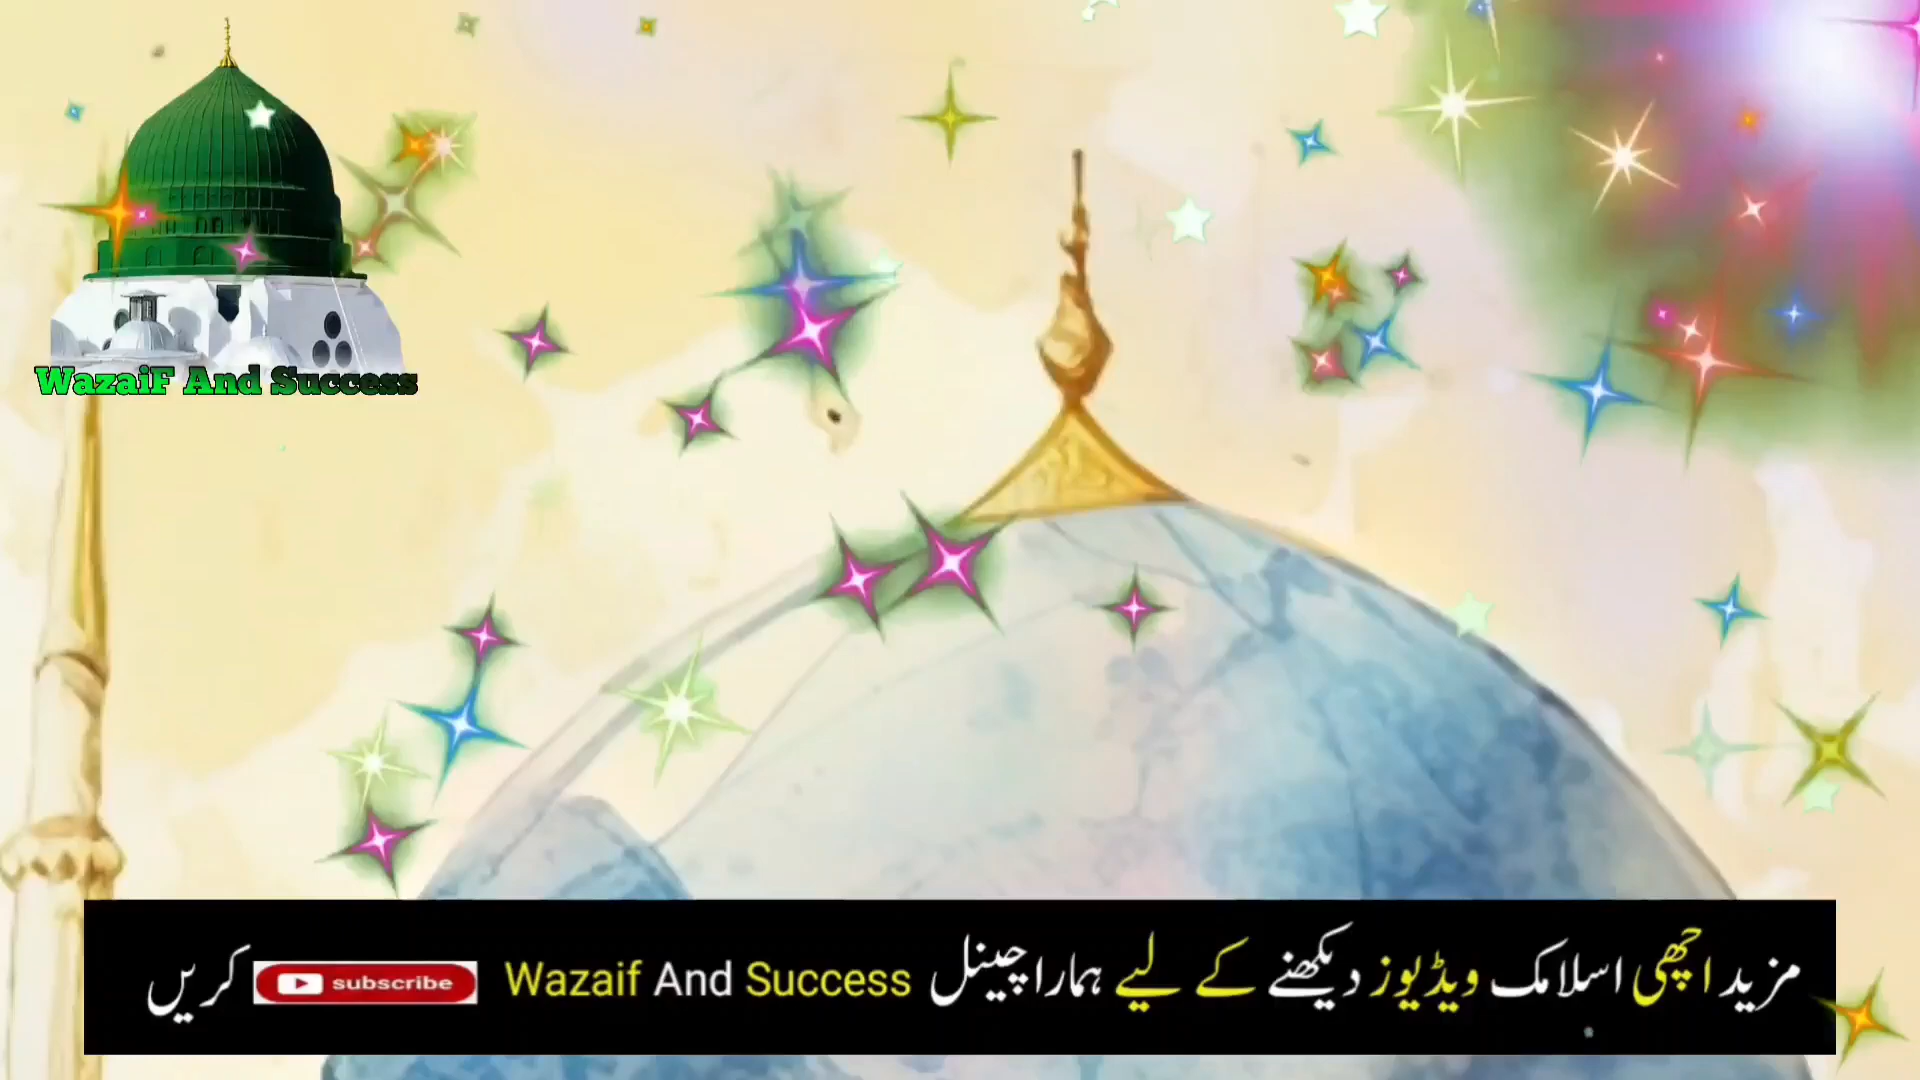 WazaiF And Success
مزید اچھی اسلامک ویڈیوز دیکھنے کے لیے ہمارا چینل Wazaif And Success subscribe کریں